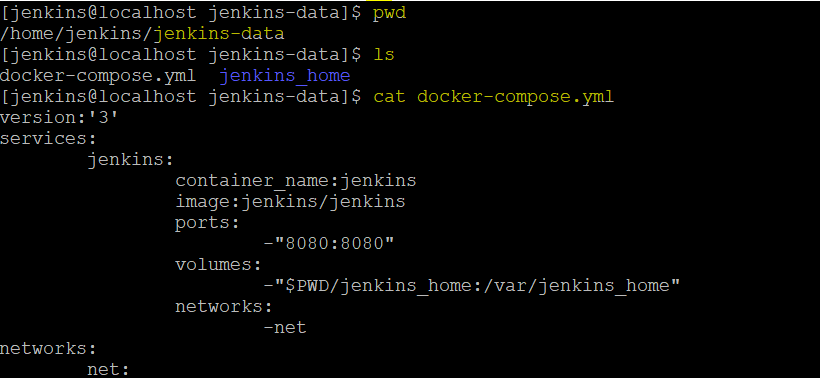 [jenkins@localhost jenkins-data]$ pwd
/home/jenkins/jenkins-data
[jenkins@localhost jenkins-data]$ ls
docker-compose.yml  jenkins_home
[jenkins@localhost jenkins-data]$ cat docker-compose.yml
version:'3'
services:
        jenkins:
                container_name:jenkins
                image:jenkins/jenkins
                ports:
                        -"8080:8080"
                volumes:
                        -"$PWD/jenkins_home:/var/jenkins_home"
                networks:
                        -net
networks:
        net: